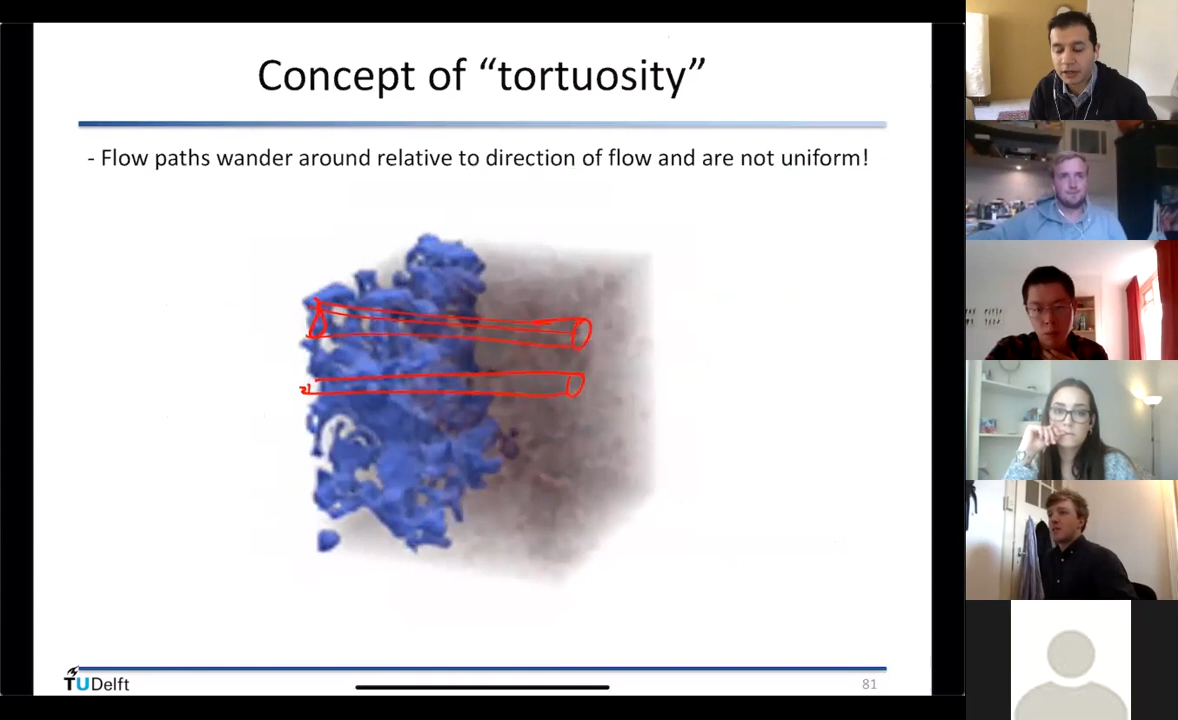 Concept of “tortuosity”
- Flow paths wander around relative to direction of flow and are not uniform!
TUDelft
81